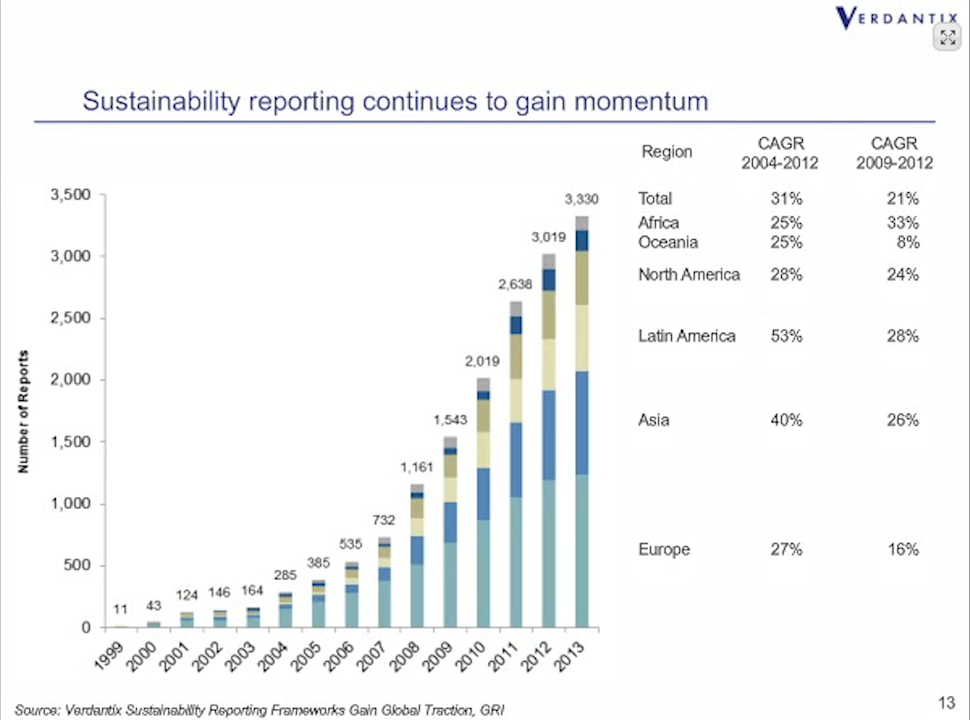 VERDANTIX
Sustainability reporting continues to gain momentum
Region CAGR 2004-2012 CAGR 2009-2012
Total 31% 21%
Africa 25% 33%
Oceania 25% 8%
North America 28% 24%
Latin America 53% 28%
Asia 40% 26%
Europe 27% 16%
Number of Reports
3,500
3,000
2,500
2,000
1,500
1,000
500
0
11 43 124 146 164 285 385 535 732 1,161 1,543 2,019 2,638 3,019 3,330
1999 2000 2001 2002 2003 2004 2005 2006 2007 2008 2009 2010 2011 2012 2013
Source: Verdantix Sustainability Reporting Frameworks Gain Global Traction, GRI
13